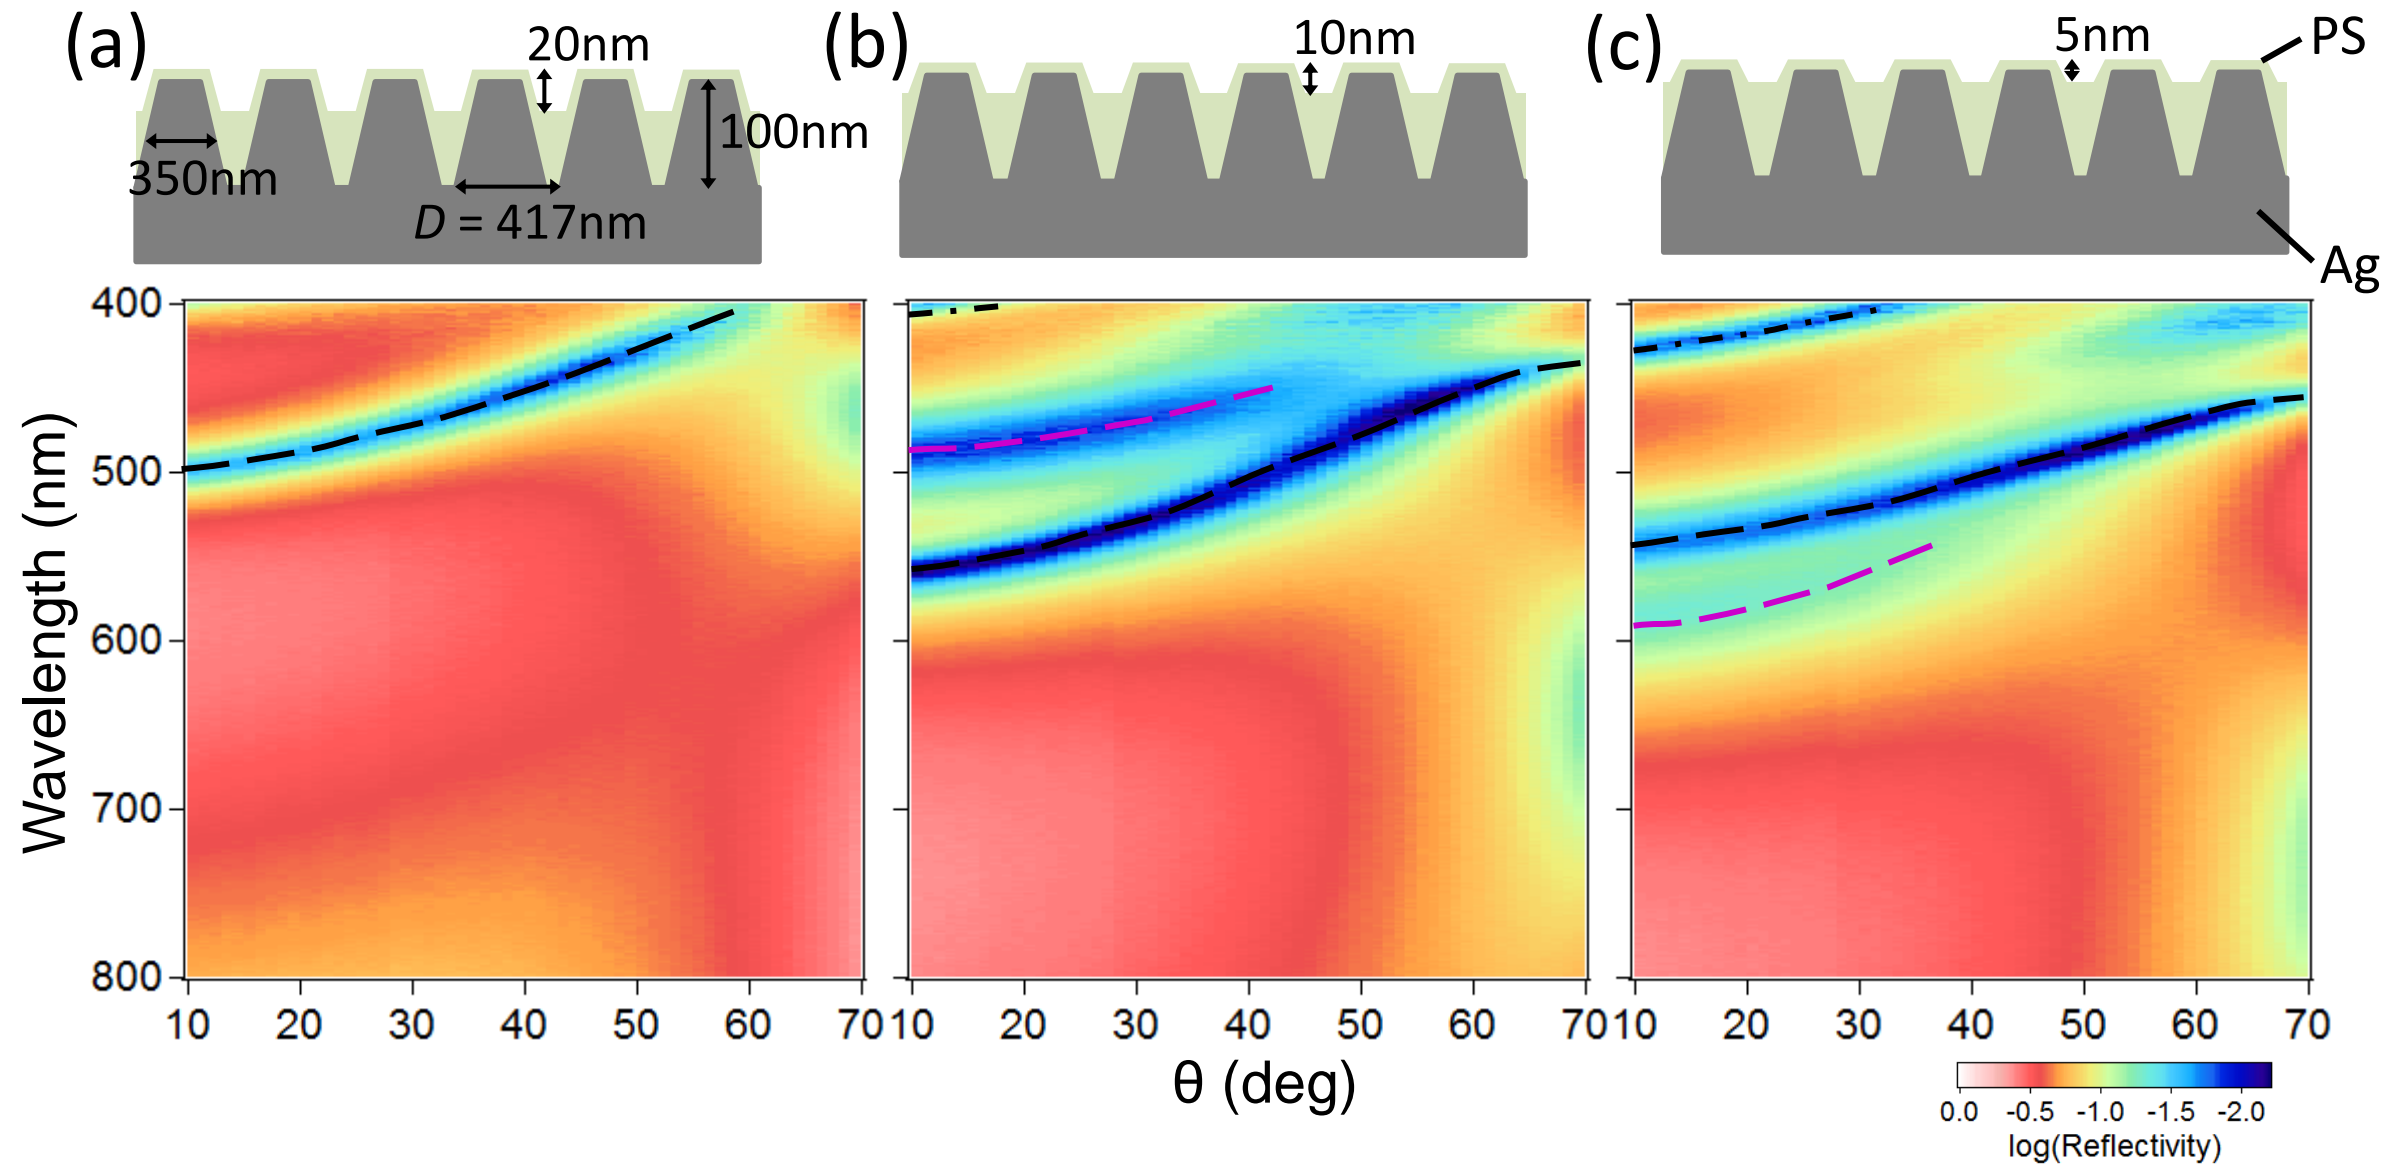 (a)
20nm
350nm
100nm
D = 417nm
(b)
10nm
(c)
5nm
PS
Ag
Wavelength (nm)
400
500
600
700
800
10 20 30 40 50 60 70
10 20 30 40 50 60 70
10 20 30 40 50 60 70
θ (deg)
0.0 -0.5 -1.0 -1.5 -2.0
log(Reflectivity)